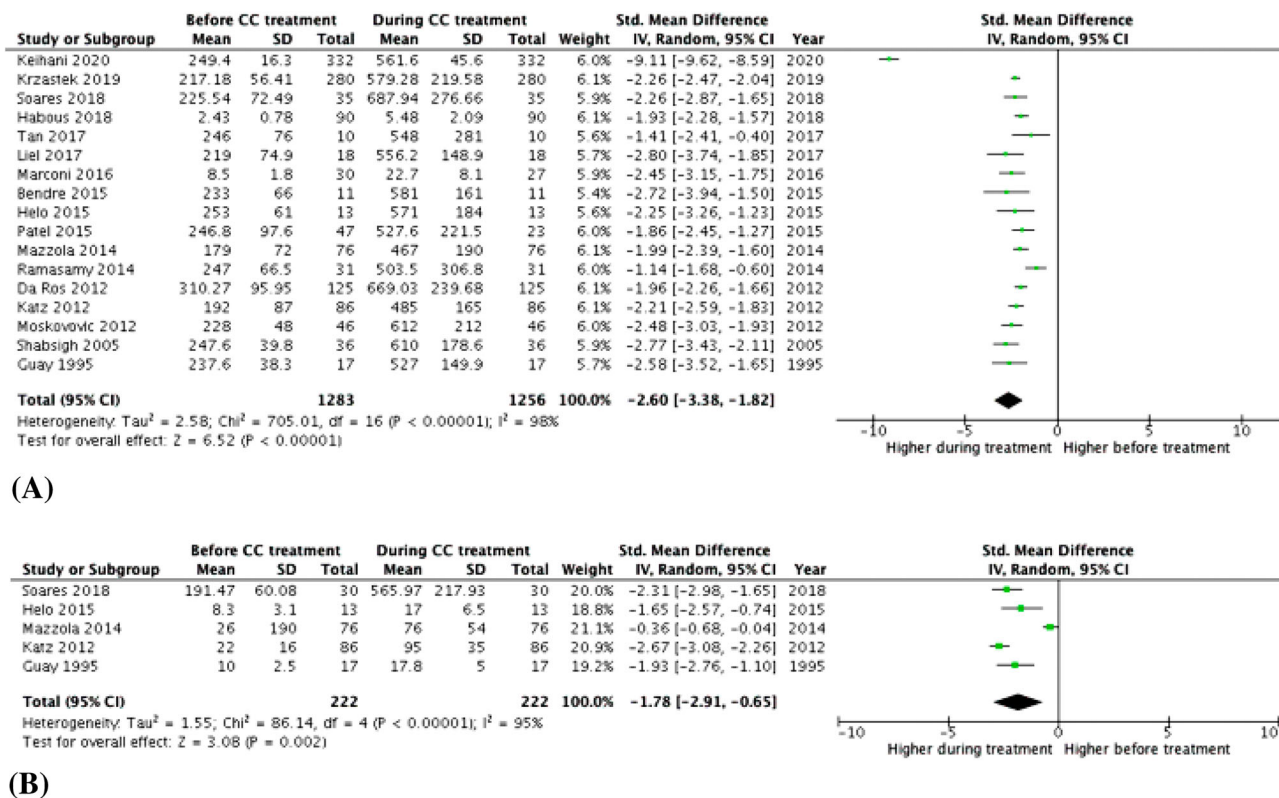 Before CC treatment During CC treatment Std. Mean Difference Std. Mean Difference
Study or Subgroup Mean SD Total Mean SD Total Weight IV, Random, 95% CI Year IV, Random, 95% CI
Keihani 2020 249.4 16.3 332 561.6 45.6 332 6.0% -9.11 [-9.62, -8.59] 2020
Krzastek 2019 217.18 56.41 280 579.28 219.58 280 6.1% -2.26 [-2.47, -2.04] 2019
Soares 2018 225.54 72.49 35 687.94 276.66 35 5.9% -2.26 [-2.87, -1.65] 2018
Habous 2018 2.43 0.78 90 5.48 2.09 90 6.1% -1.93 [-2.28, -1.57] 2018
Tan 2017 246 76 10 548 281 10 5.6% -1.41 [-2.41, -0.40] 2017
Liel 2017 219 74.9 18 556.2 148.9 18 5.7% -2.80 [-3.74, -1.85] 2017
Marconi 2016 8.5 1.8 30 22.7 8.1 27 5.9% -2.45 [-3.15, -1.75] 2016
Bendre 2015 233 66 11 581 161 11 5.4% -2.72 [-3.94, -1.50] 2015
Helo 2015 253 61 13 571 184 13 5.6% -2.25 [-3.26, -1.23] 2015
Patel 2015 246.8 97.6 47 527.6 221.5 23 6.0% -1.86 [-2.45, -1.27] 2015
Mazzola 2014 179 72 76 467 190 76 6.1% -1.99 [-2.39, -1.60] 2014
Ramasamy 2014 247 66.5 31 503.5 306.8 31 6.0% -1.14 [-1.68, -0.60] 2014
Da Ros 2012 310.27 95.95 125 669.03 239.68 125 6.1% -1.96 [-2.26, -1.66] 2012
Katz 2012 192 87 86 485 165 86 6.1% -2.21 [-2.59, -1.83] 2012
Moskovovic 2012 228 48 46 612 212 46 6.0% -2.48 [-3.03, -1.93] 2012
Shabsigh 2005 247.6 39.8 36 610 178.6 36 5.9% -2.77 [-3.43, -2.11] 2005
Guay 1995 237.6 38.3 17 527 149.9 17 5.7% -2.58 [-3.52, -1.65] 1995
Total (95% CI) 1283 1256 100.0% -2.60 [-3.38, -1.82]
Heterogeneity: Tau² = 2.58; Chi² = 705.01, df = 16 (P < 0.00001); I² = 98%
Test for overall effect: Z = 6.52 (P < 0.00001)
-10 -5 0 5 10
Higher during treatment Higher before treatment
(A)
Before CC treatment During CC treatment Std. Mean Difference Std. Mean Difference
Study or Subgroup Mean SD Total Mean SD Total Weight IV, Random, 95% CI Year IV, Random, 95% CI
Soares 2018 191.47 60.08 30 565.97 217.93 30 20.0% -2.31 [-2.98, -1.65] 2018
Helo 2015 8.3 3.1 13 17 6.5 13 18.8% -1.65 [-2.57, -0.74] 2015
Mazzola 2014 26 190 76 76 54 76 21.1% -0.36 [-0.68, -0.04] 2014
Katz 2012 22 16 86 95 35 86 20.9% -2.67 [-3.08, -2.26] 2012
Guay 1995 10 2.5 17 17.8 5 17 19.2% -1.93 [-2.76, -1.10] 1995
Total (95% CI) 222 222 100.0% -1.78 [-2.91, -0.65]
Heterogeneity: Tau² = 1.55; Chi² = 86.14, df = 4 (P < 0.00001); I² = 95%
Test for overall effect: Z = 3.08 (P = 0.002)
-10 -5 0 5 10
Higher during treatment Higher before treatment
(B)